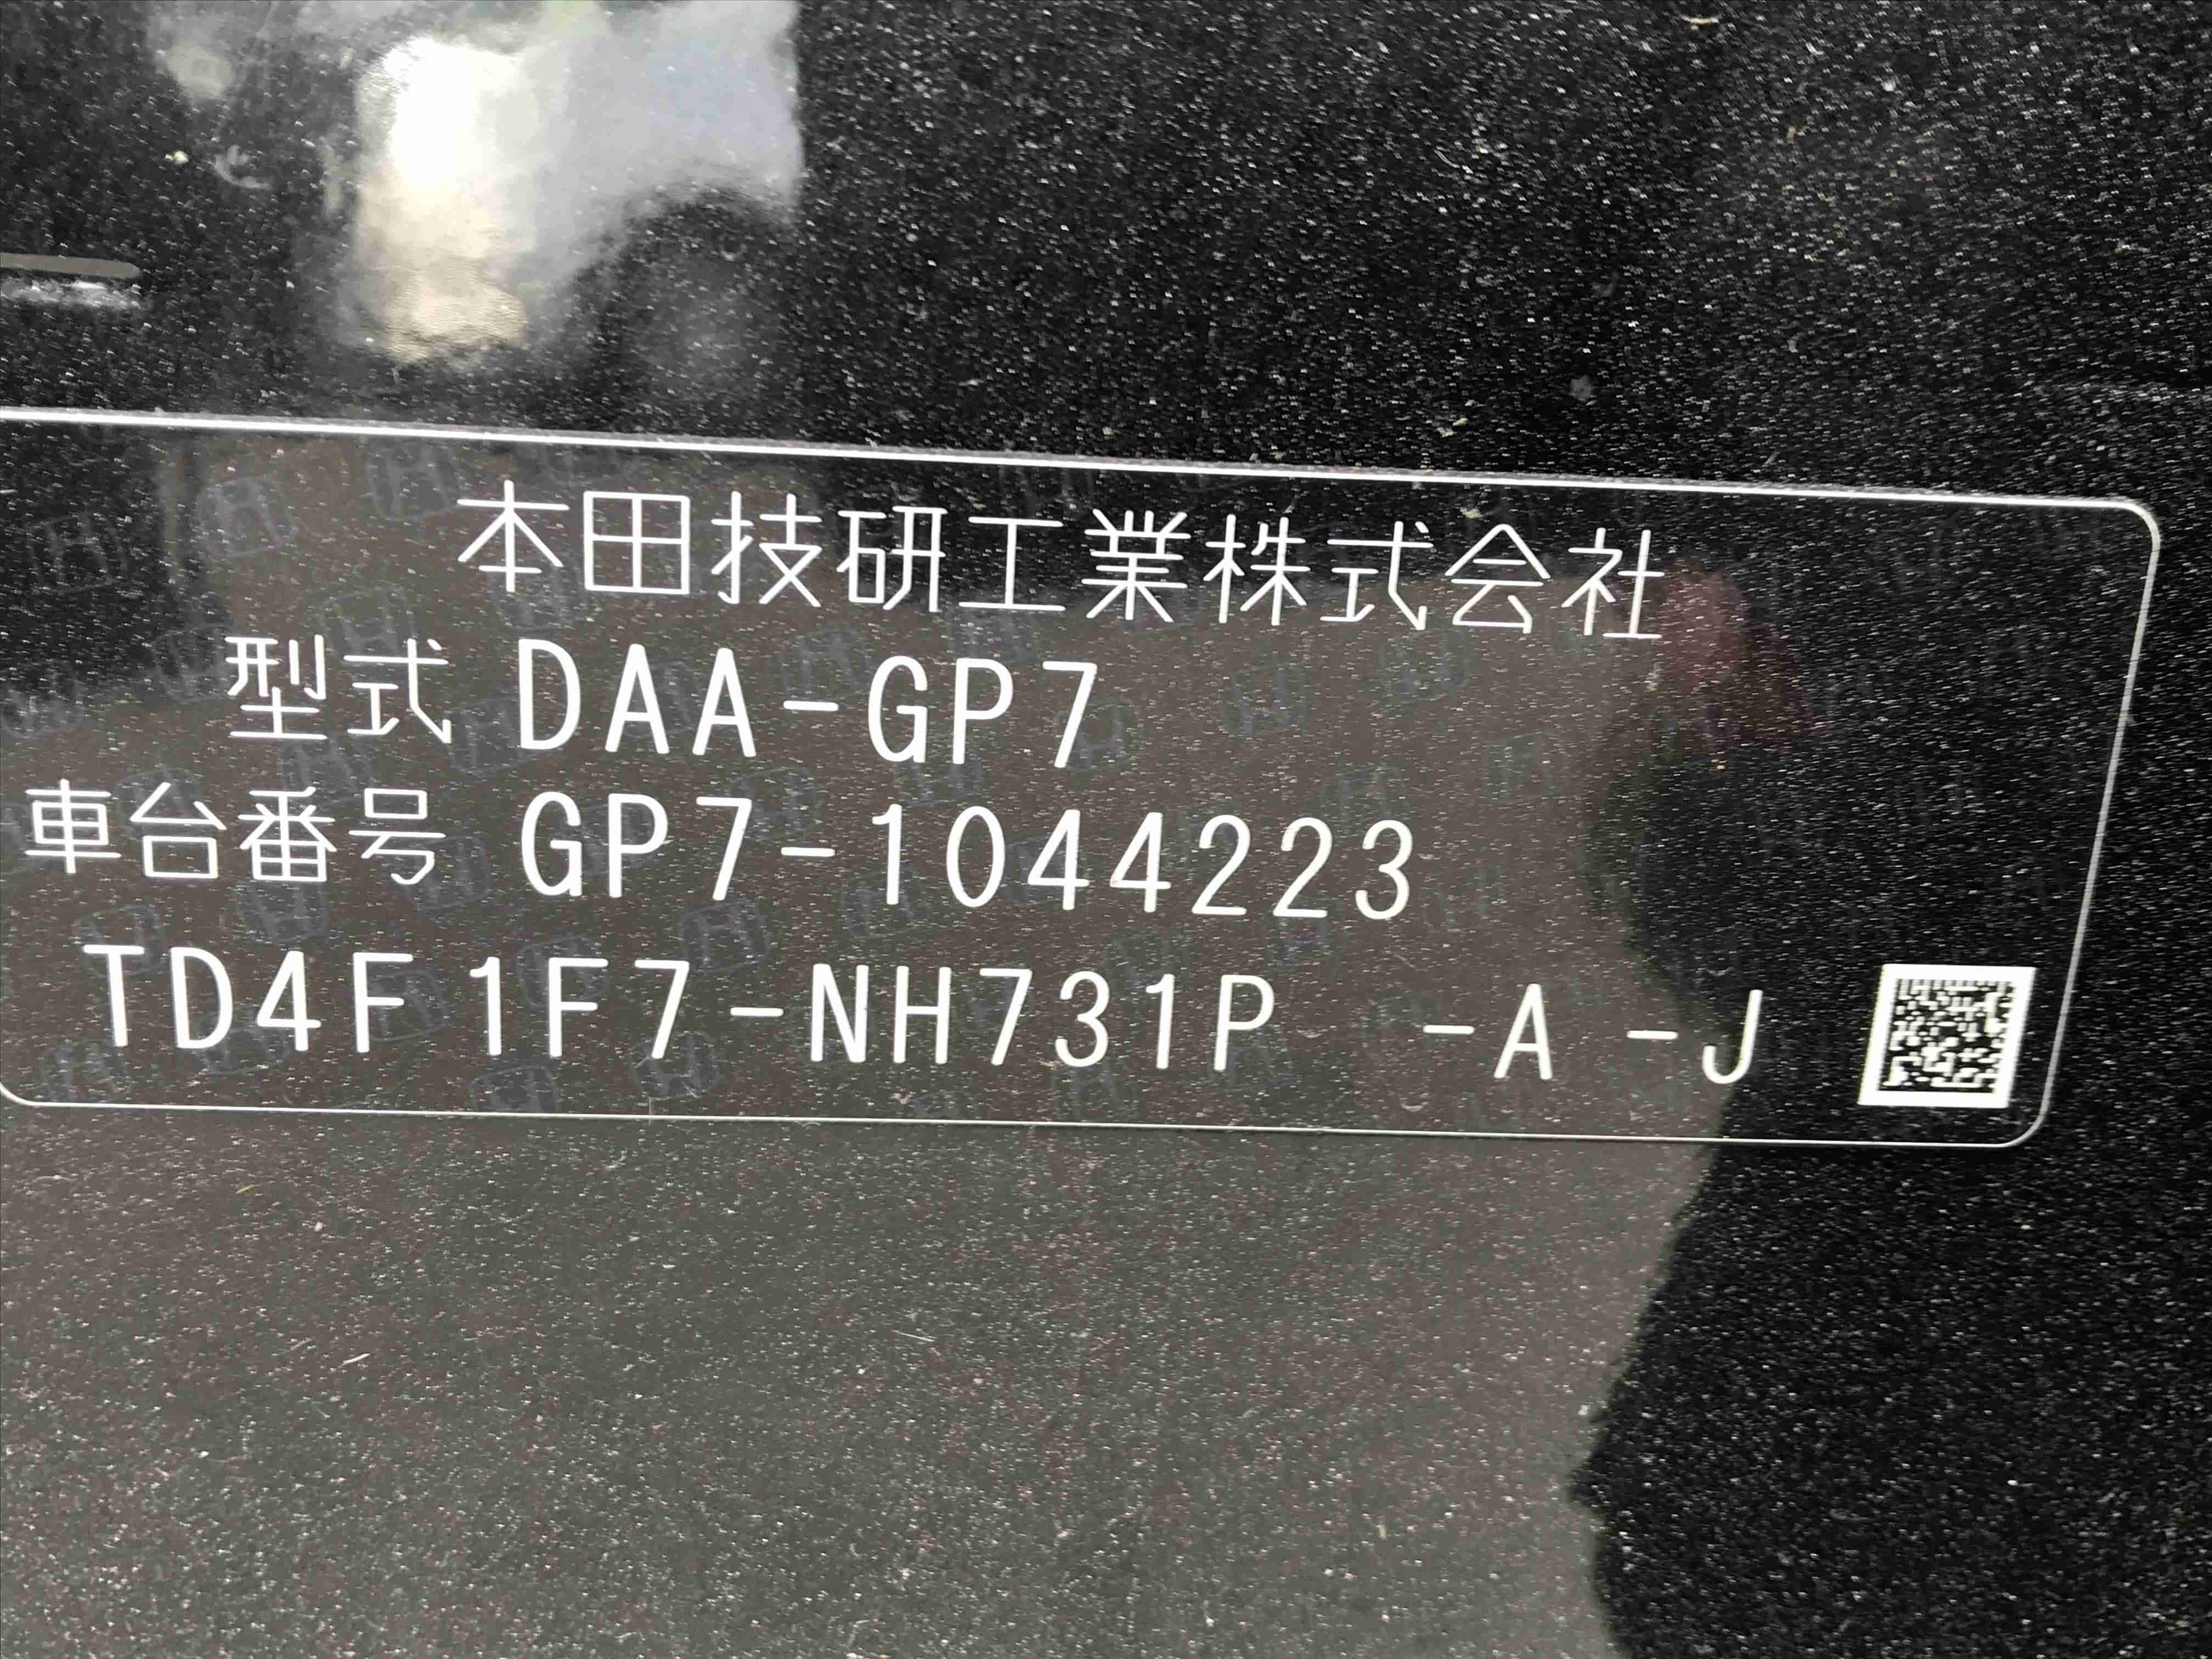 本田技研工業株式会社
型式 DAA-GP7
車台番号 GP7-1044223
TD4F1F7-NH731P -A -J